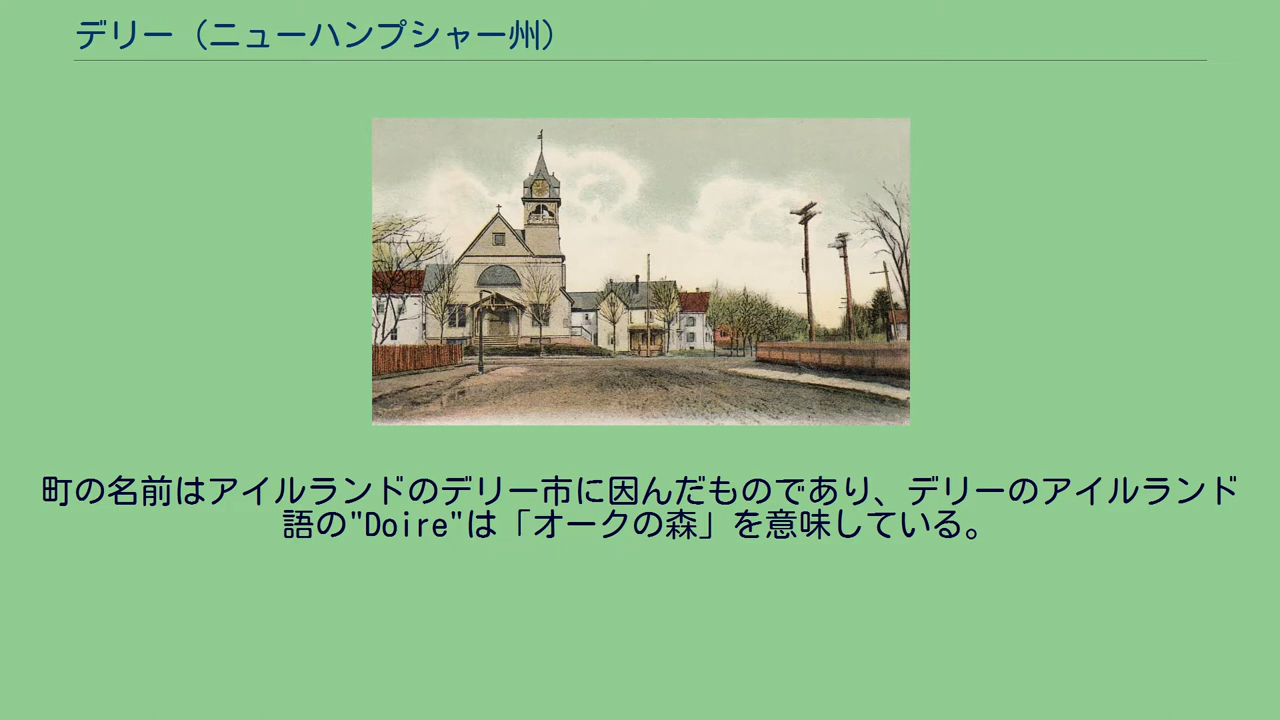 デリー（ニューハンプシャー州）
町の名前はアイルランドのデリー市に因んだものであり、デリーのアイルランド
語の"Doire"は「オークの森」を意味している。